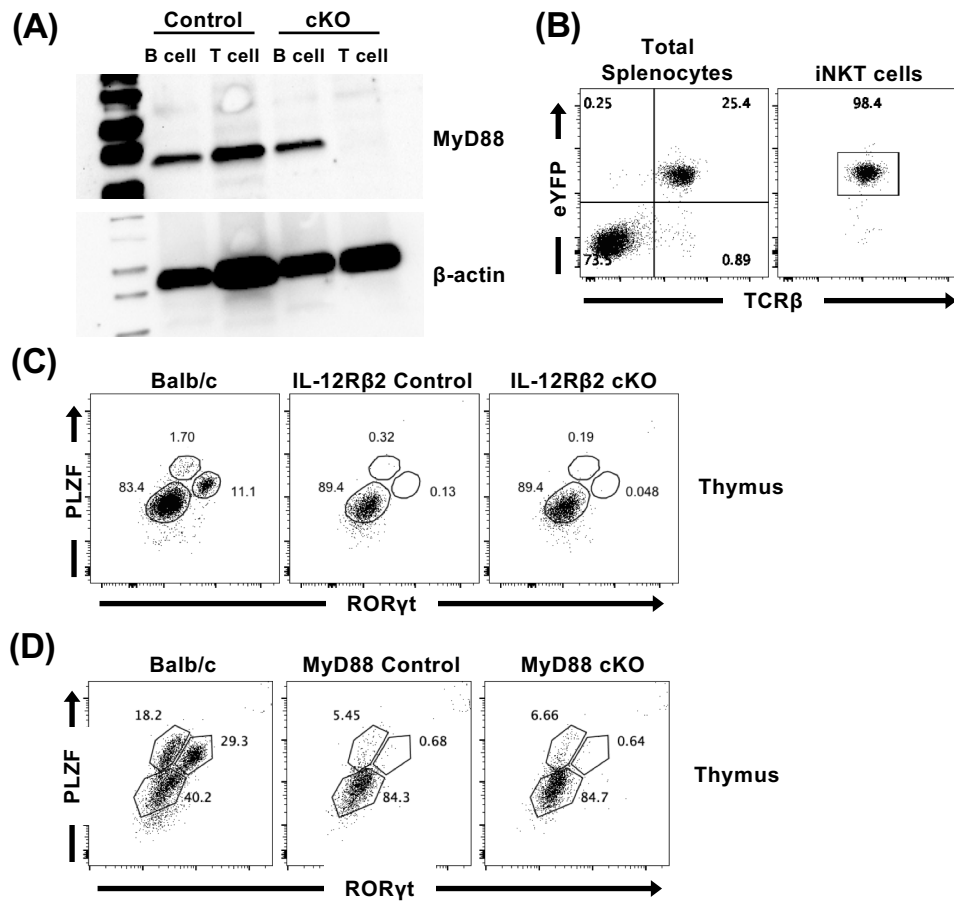 (A)
Control cKO
B cell T cell B cell T cell
MyD88
β-actin
(B)
Total
Splenocytes
iNKT cells
0.25 25.4
98.4
73.5 0.89
eYFP
TCRβ
(C)
Balb/c IL-12Rβ2 Control IL-12Rβ2 cKO
1.70 0.32 0.19
83.4 11.1 89.4 0.13 89.4 0.048
PLZF
Thymus
RORγt
(D)
Balb/c MyD88 Control MyD88 cKO
18.2 5.45 6.66
29.3 0.68 0.64
40.2 84.3 84.7
PLZF
Thymus
RORγt